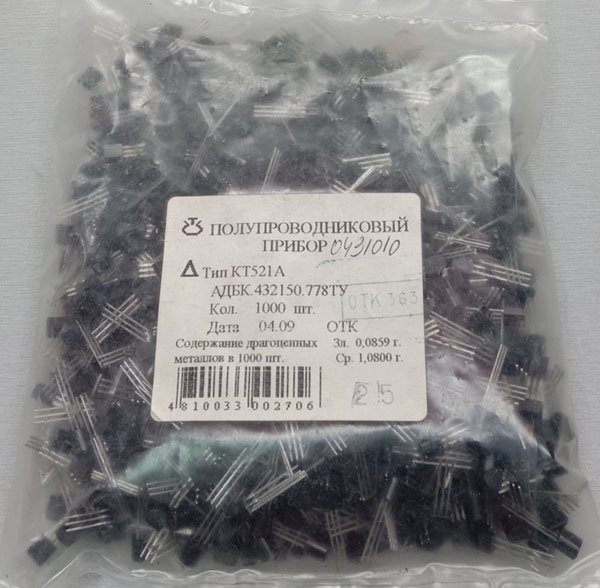 ПОЛУПРОВОДНИКОВЫЙ
ПРИБОР 0431010
Δ Тип КТ521А
АДБК.432150.778ТУ
Кол. 1000 шт.
ОТК 363
Дата 04.09 ОТК
Содержание драгоценных Зл. 0,0859 г.
металлов в 1000 шт. Ср. 1,0800 г.
4 810033 002706
215